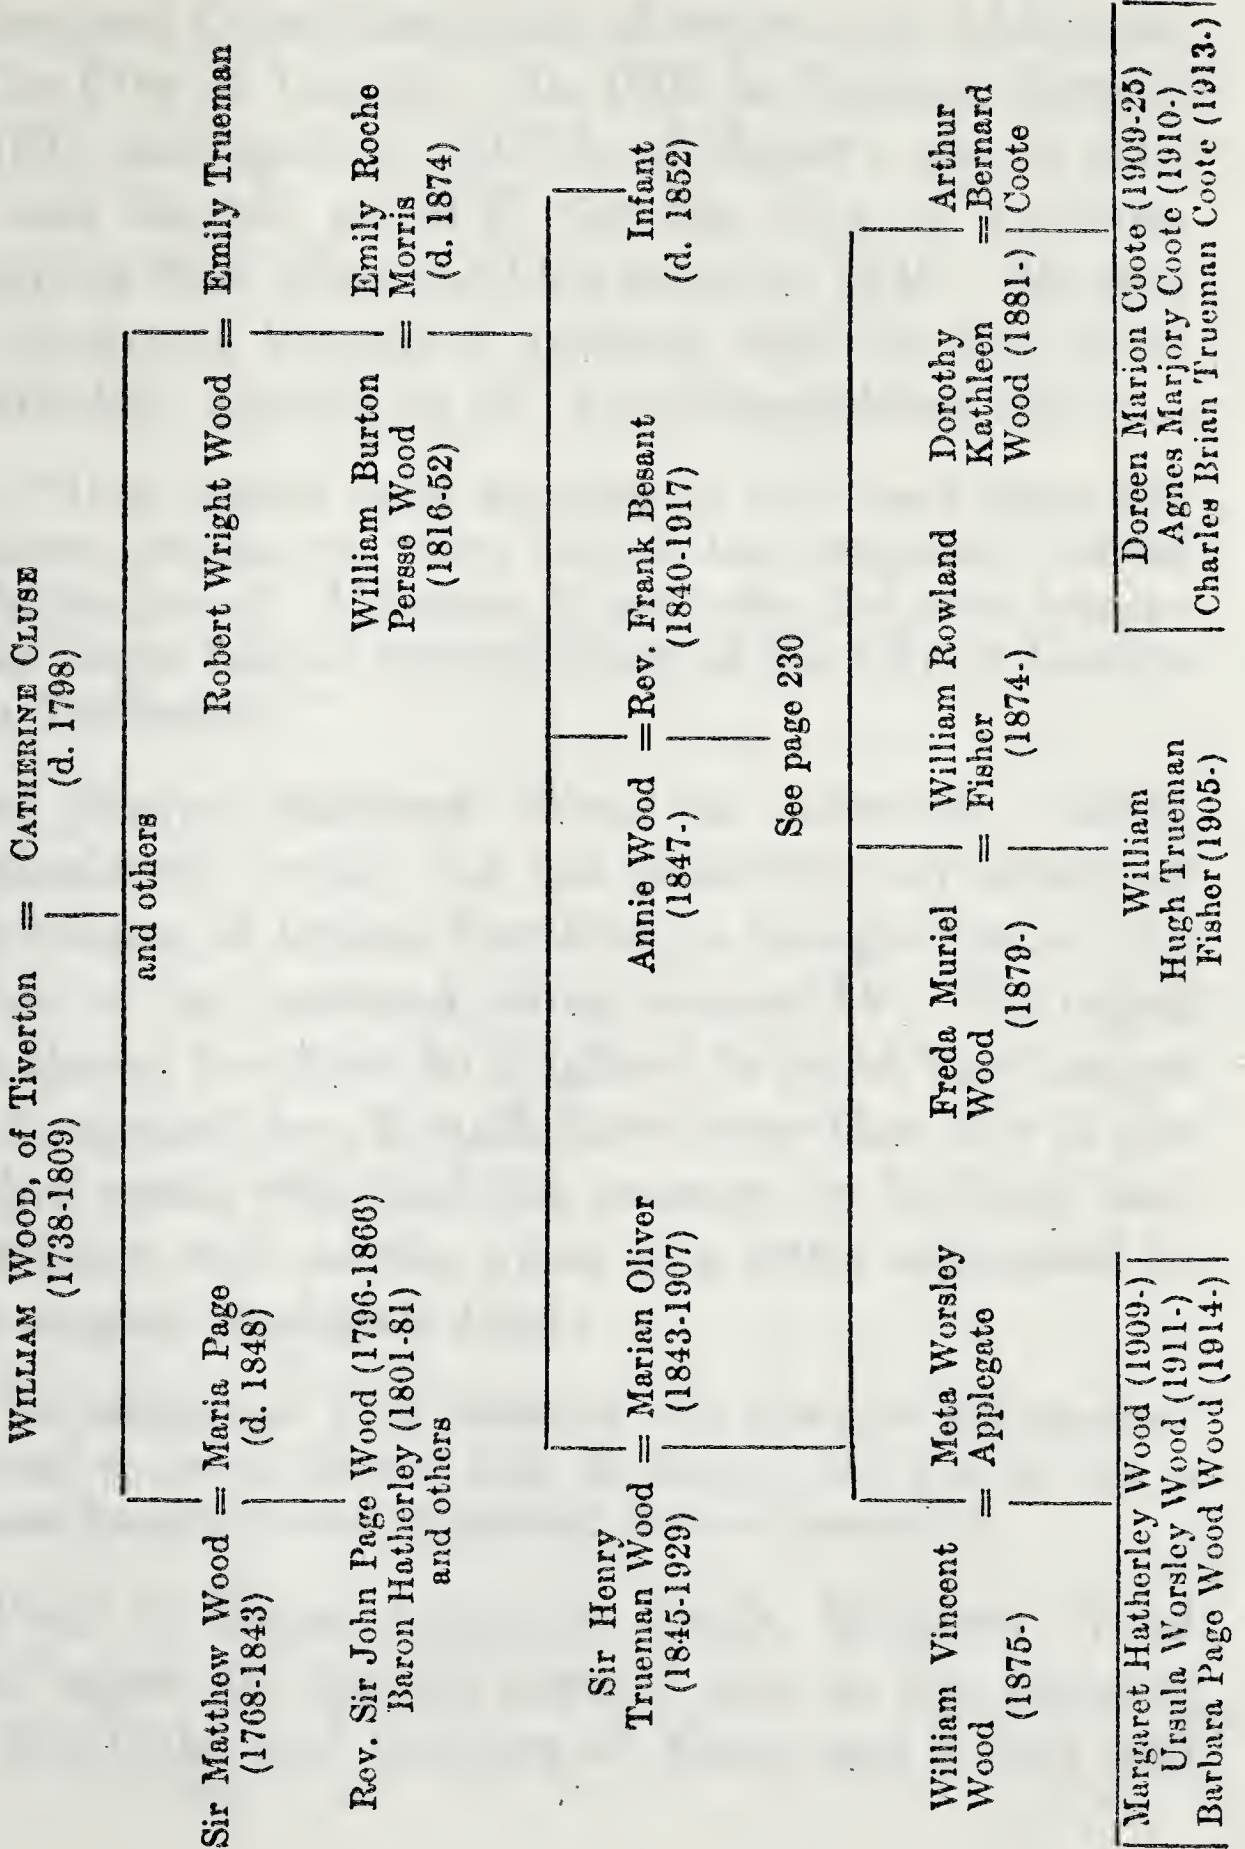 WILLIAM WOOD, of Tiverton = CATHERINE CLUSE
(1738-1809)
(d. 1798)
and others
Sir Matthew Wood = Maria Page
(1768-1843)
(d. 1848)
Robert Wright Wood = Emily Trueman
Rev. Sir John Page Wood (1796-1866)
Baron Hatherley (1801-81)
and others
William Burton
Persse Wood
(1816-52)
=
Emily Roche
Morris
(d. 1874)
Sir Henry
Trueman Wood = Marian Oliver
(1845-1929)
(1843-1907)
Annie Wood =Rev. Frank Besant
(1847-)
(1840-1917)
See page 230
Infant
(d. 1852)
William Vincent
Wood
(1875-)
=
Meta Worsley
Applegate
Freda Muriel
Wood
(1879-)
=
William Rowland
Fisher
(1874-)
Dorothy
Kathleen
Wood (1881-)
Arthur
=Bernard
Coote
Margaret Hatherley Wood (1909-)
Ursula Worsley Wood (1911-)
Barbara Page Wood Wood (1914-)
William
Hugh Trueman
Fisher (1905-)
Doreen Marion Coote (1909-25)
Agnes Marjory Coote (1910-)
Charles Brian Trueman Coote (1913-)